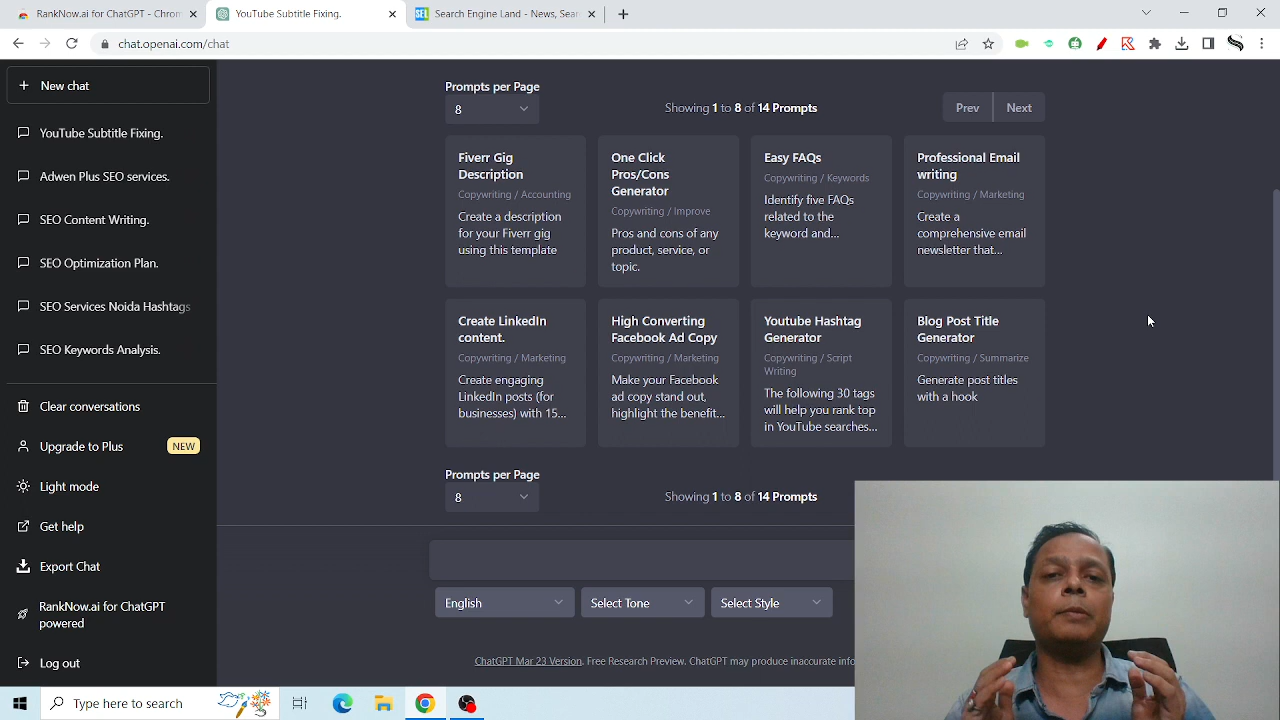 RankNow.ai for ChatGPT - Chrom
YouTube Subtitle Fixing.
SEL
Search Engine Land - News, Sear
chat.openai.com/chat
New chat
YouTube Subtitle Fixing.
Adwen Plus SEO services.
SEO Content Writing.
SEO Optimization Plan.
SEO Services Noida Hashtags
SEO Keywords Analysis.
Clear conversations
Upgrade to Plus
NEW
Light mode
Get help
Export Chat
RankNow.ai for ChatGPT
powered
Log out
Prompts per Page
8
Showing 1 to 8 of 14 Prompts
Prev
Next
Fiverr Gig
Description
Copywriting / Accounting
Create a description
for your Fiverr gig
using this template
One Click
Pros/Cons
Generator
Copywriting / Improve
Pros and cons of any
product, service, or
topic.
Easy FAQs
Copywriting / Keywords
Identify five FAQs
related to the
keyword and...
Professional Email
writing
Copywriting / Marketing
Create a
comprehensive email
newsletter that...
Create LinkedIn
content.
Copywriting / Marketing
Create engaging
LinkedIn posts (for
businesses) with 15...
High Converting
Facebook Ad Copy
Copywriting / Marketing
Make your Facebook
ad copy stand out,
highlight the benefit...
Youtube Hashtag
Generator
Copywriting / Script
Writing
The following 30 tags
will help you rank top
in YouTube searches...
Blog Post Title
Generator
Copywriting / Summarize
Generate post titles
with a hook
Prompts per Page
8
Showing 1 to 8 of 14 Prompts
English
Select Tone
Select Style
ChatGPT Mar 23 Version. Free Research Preview. ChatGPT may produce inaccurate info
Type here to search